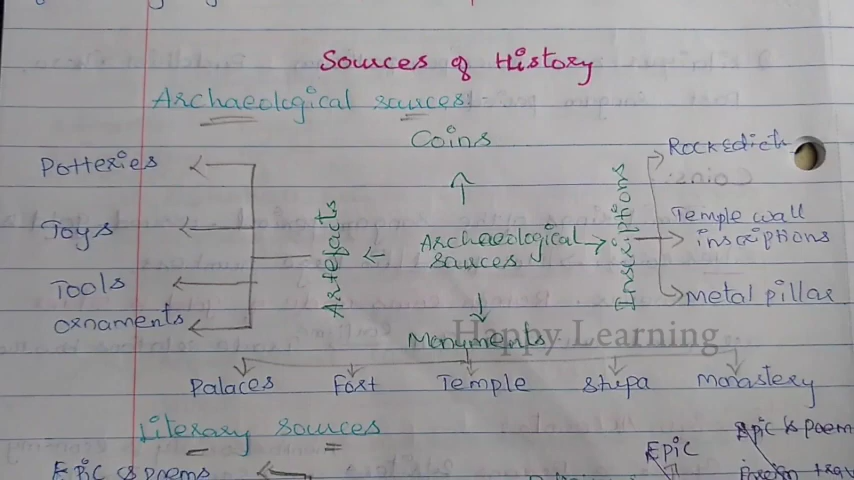 Sources of History
Archaeological sources
Coins
Potteries
Toys
Tools
ornaments
Artefacts
Archaeological
sources
Inscriptions
Rockedict
Temple wall
inscriptions
metal pillar
Monuments
Happy Learning
Palaces Fort Temple stupa monastery
Literary sources
Epic & poems
Epic
Epic & poem